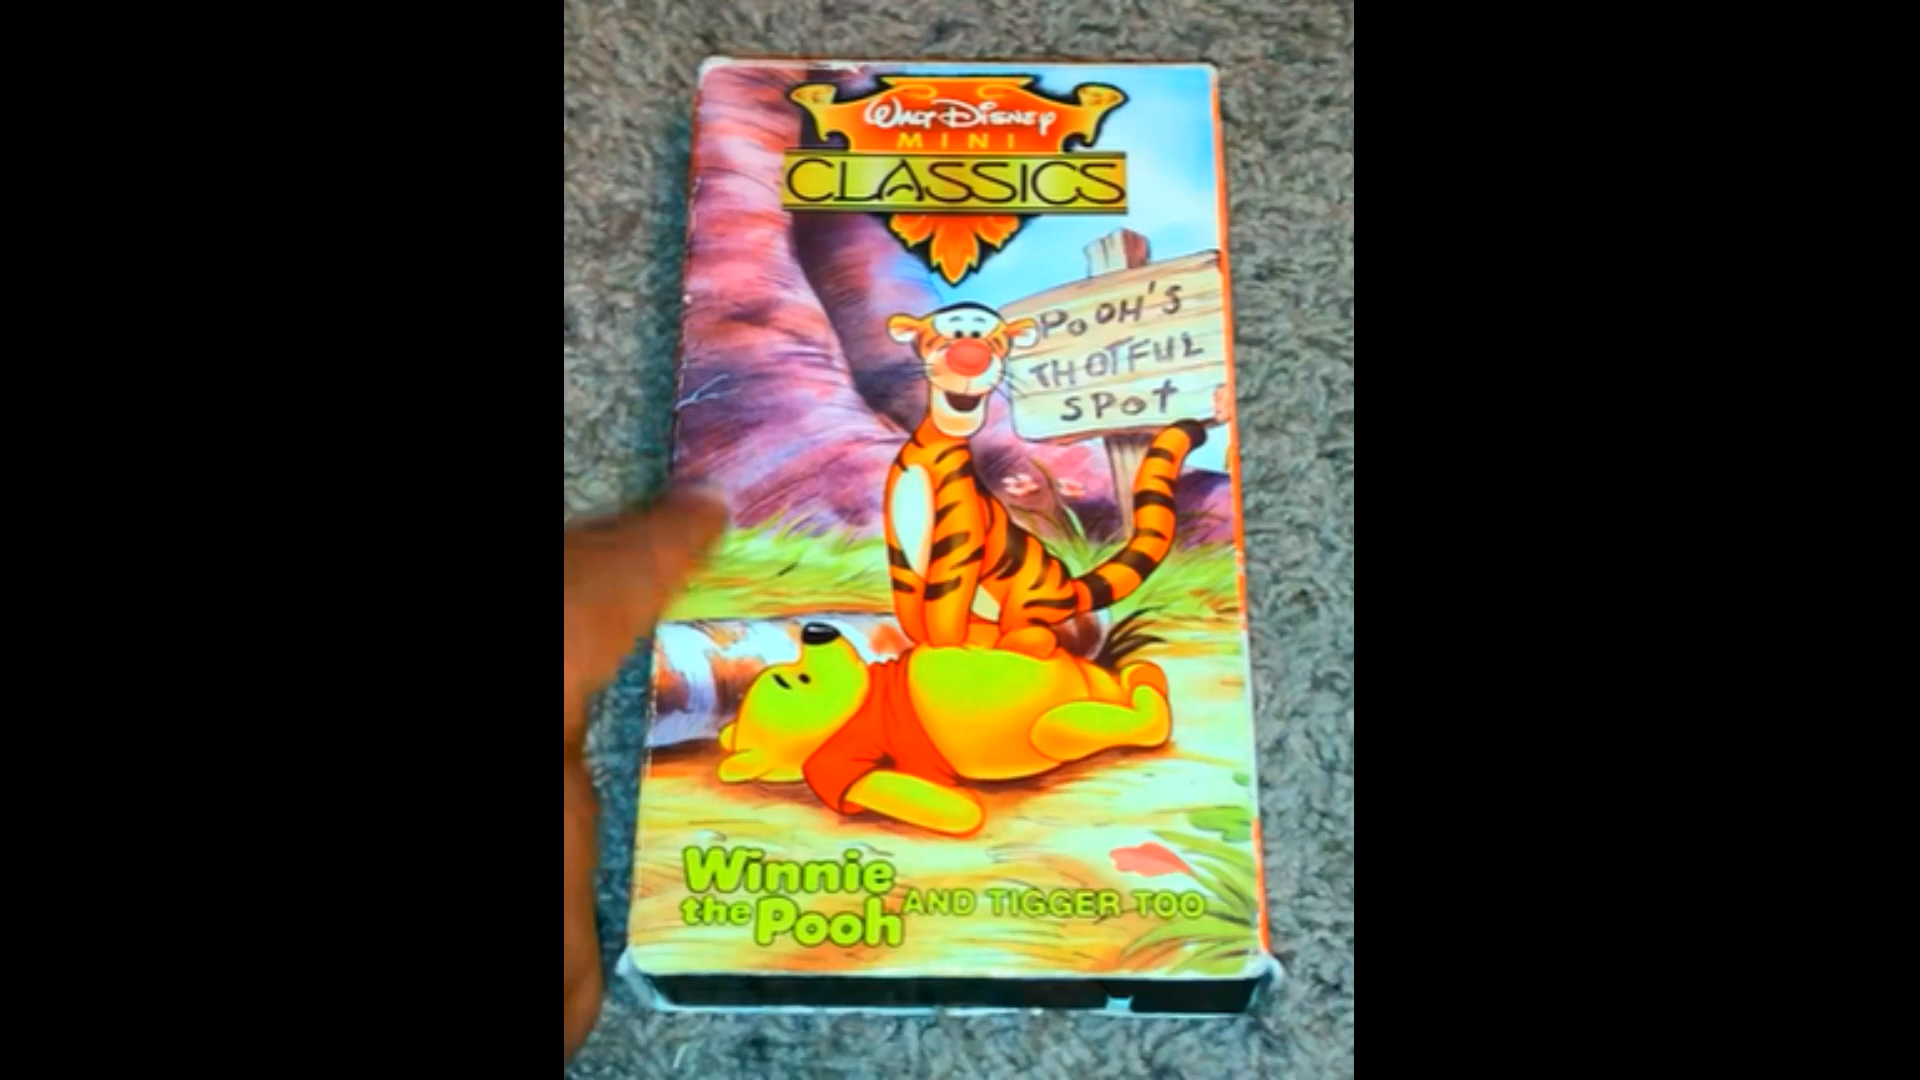 Walt Disney
MINI
CLASSICS
POOH'S
THOTFUL
SPOT
Winnie
the Pooh AND TIGGER TOO